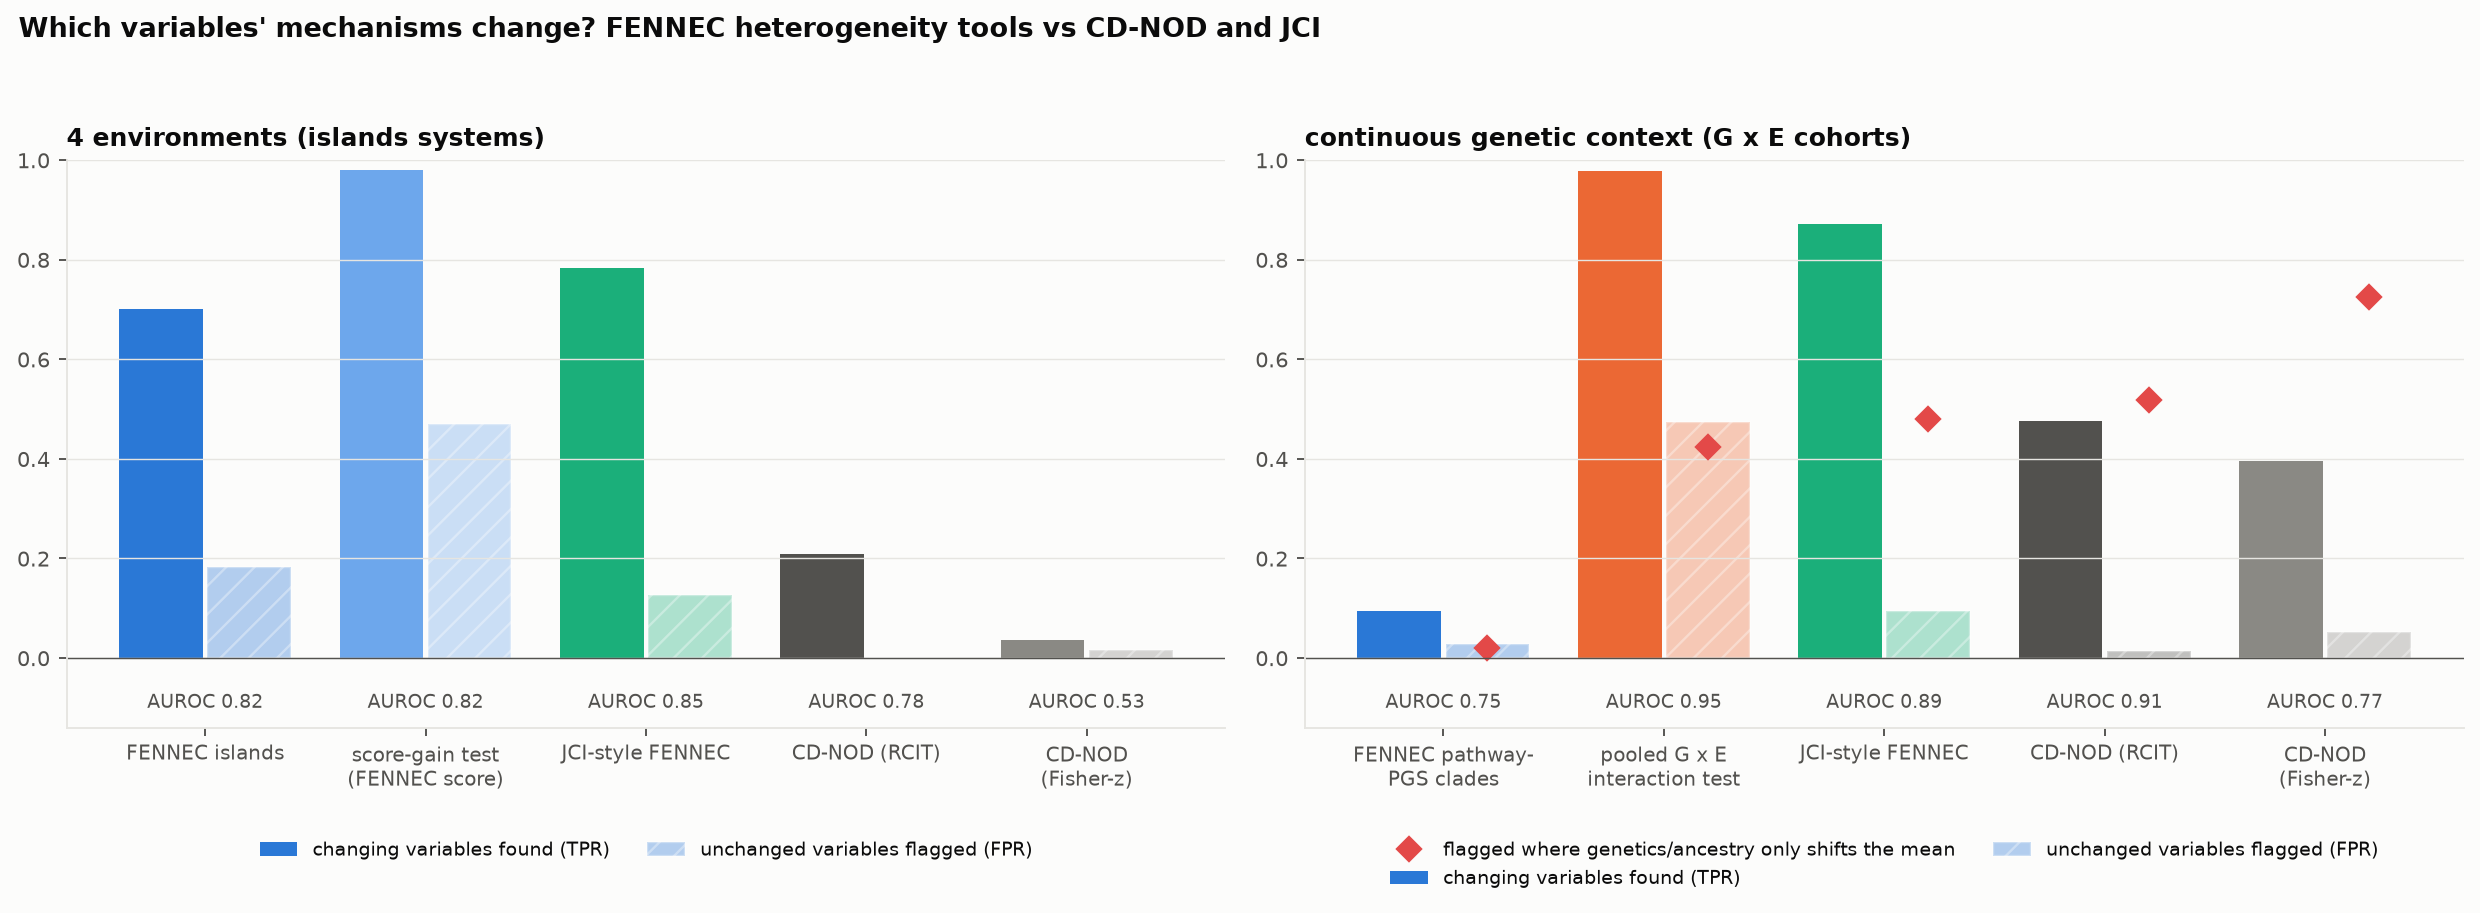 Which variables' mechanisms change? FENNEC heterogeneity tools vs CD-NOD and JCI
4 environments (islands systems)
1.0
0.8
0.6
0.4
0.2
0.0
AUROC 0.82
AUROC 0.82
AUROC 0.85
AUROC 0.78
AUROC 0.53
FENNEC islands
score-gain test
(FENNEC score)
JCI-style FENNEC
CD-NOD (RCIT)
CD-NOD
(Fisher-z)
changing variables found (TPR)
unchanged variables flagged (FPR)
continuous genetic context (G x E cohorts)
1.0
0.8
0.6
0.4
0.2
0.0
AUROC 0.75
AUROC 0.95
AUROC 0.89
AUROC 0.91
AUROC 0.77
FENNEC pathway-
PGS clades
pooled G x E
interaction test
JCI-style FENNEC
CD-NOD (RCIT)
CD-NOD
(Fisher-z)
flagged where genetics/ancestry only shifts the mean
changing variables found (TPR)
unchanged variables flagged (FPR)